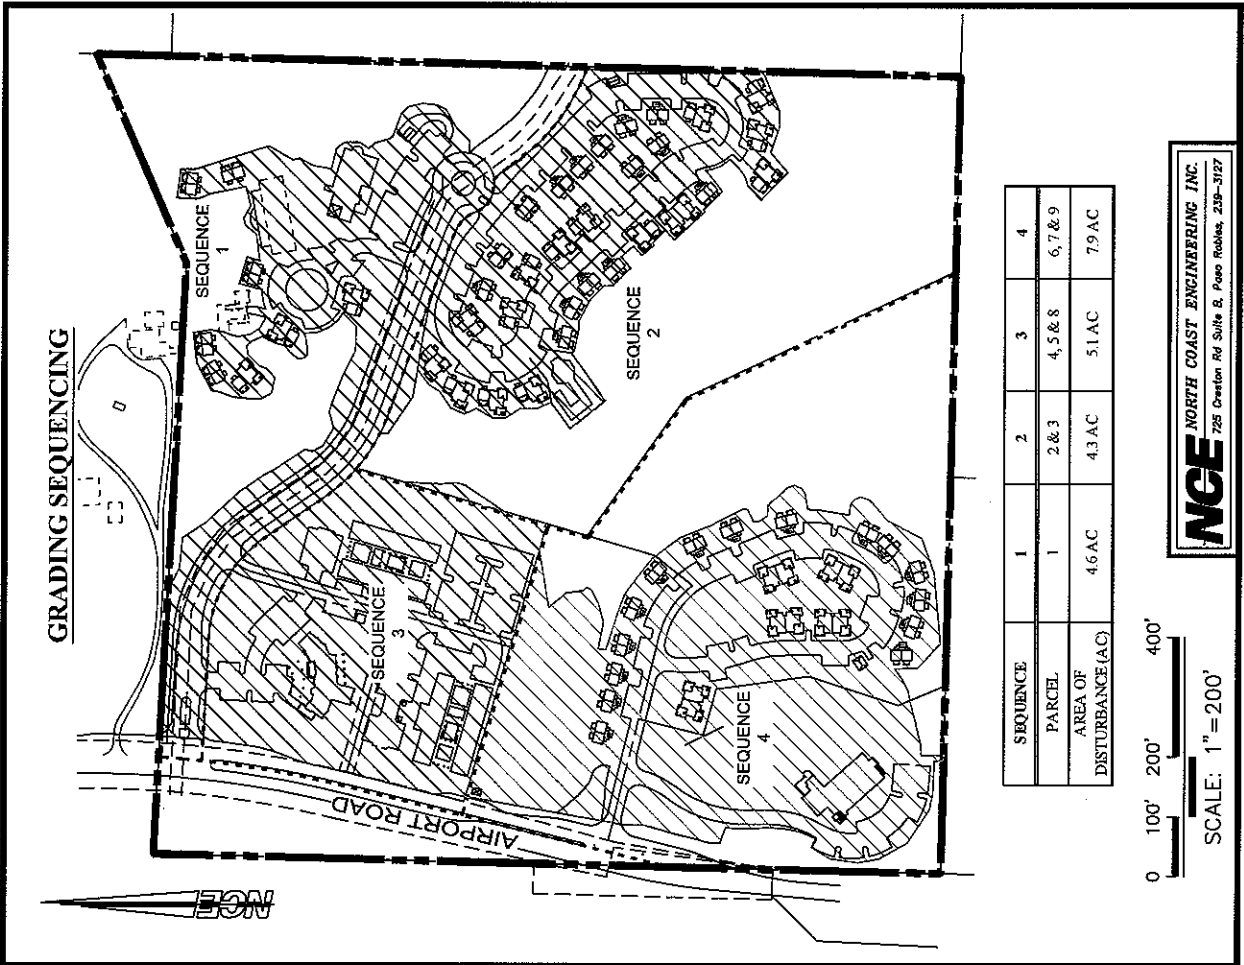 GRADING SEQUENCING
SEQUENCE
1
SEQUENCE
2
SEQUENCE
3
SEQUENCE
4
AIRPORT ROAD
NCE
SEQUENCE 1 2 3 4
PARCEL 1 2 & 3 4, 5 & 8 6, 7 & 9
AREA OF
DISTURBANCE (AC) 4.6 AC 4.3 AC 5.1 AC 7.9 AC
0 100' 200' 400'
SCALE: 1"=200'
NCE NORTH COAST ENGINEERING INC.
725 Creston Rd Suite B, Paso Robles, 239-3127